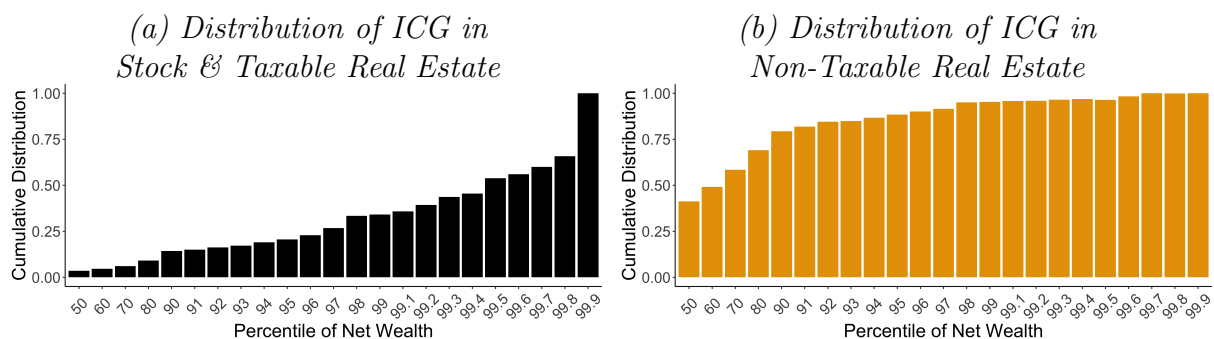 (a) Distribution of ICG in
Stock & Taxable Real Estate
1.00
0.75
0.50
0.25
0.00
Cumulative Distribution
50 60 70 80 90 91 92 93 94 95 96 97 98 99 99.1 99.2 99.3 99.4 99.5 99.6 99.7 99.8 99.9
Percentile of Net Wealth
(b) Distribution of ICG in
Non-Taxable Real Estate
1.00
0.75
0.50
0.25
0.00
Cumulative Distribution
50 60 70 80 90 91 92 93 94 95 96 97 98 99 99.1 99.2 99.3 99.4 99.5 99.6 99.7 99.8 99.9
Percentile of Net Wealth